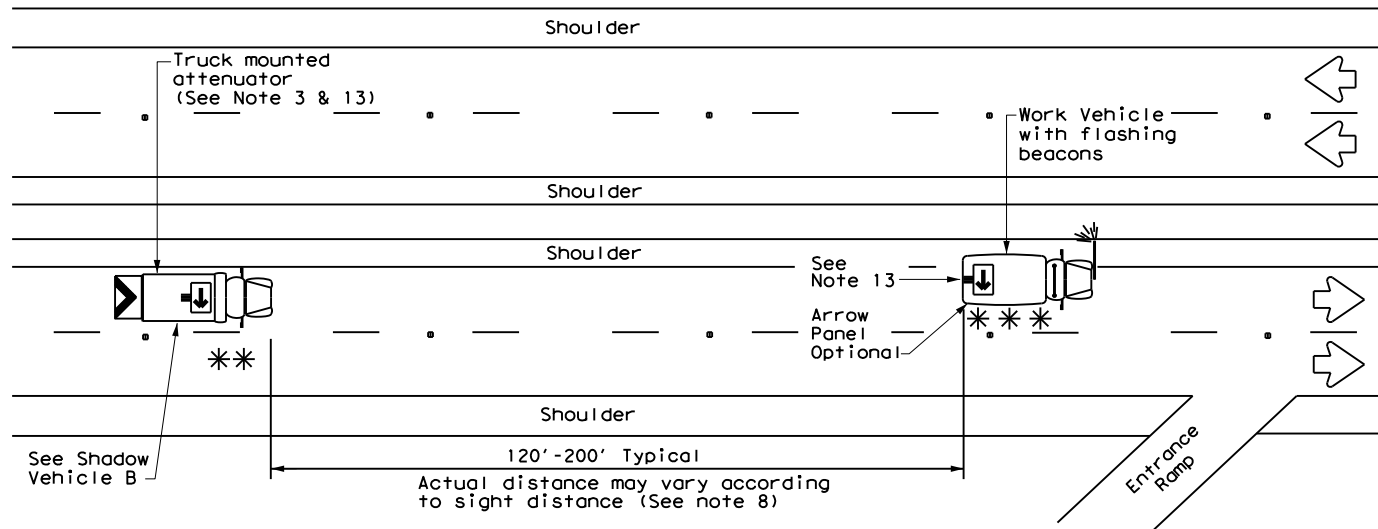 Shoulder
Truck mounted
attenuator
(See Note 3 & 13)
Work Vehicle
with flashing
beacons
Shoulder
Shoulder
See
Note 13
Arrow
Panel
Optional
Shoulder
See Shadow
Vehicle B
120'-200' Typical
Actual distance may vary according
to sight distance (See note 8)
Entrance
Ramp